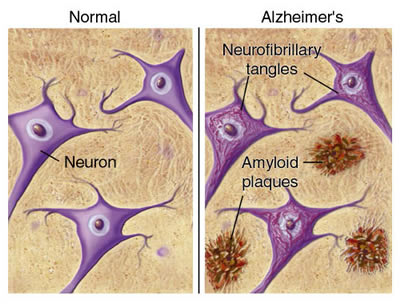 Normal
Neuron
Alzheimer's
Neurofibrillary
tangles
Amyloid
plaques